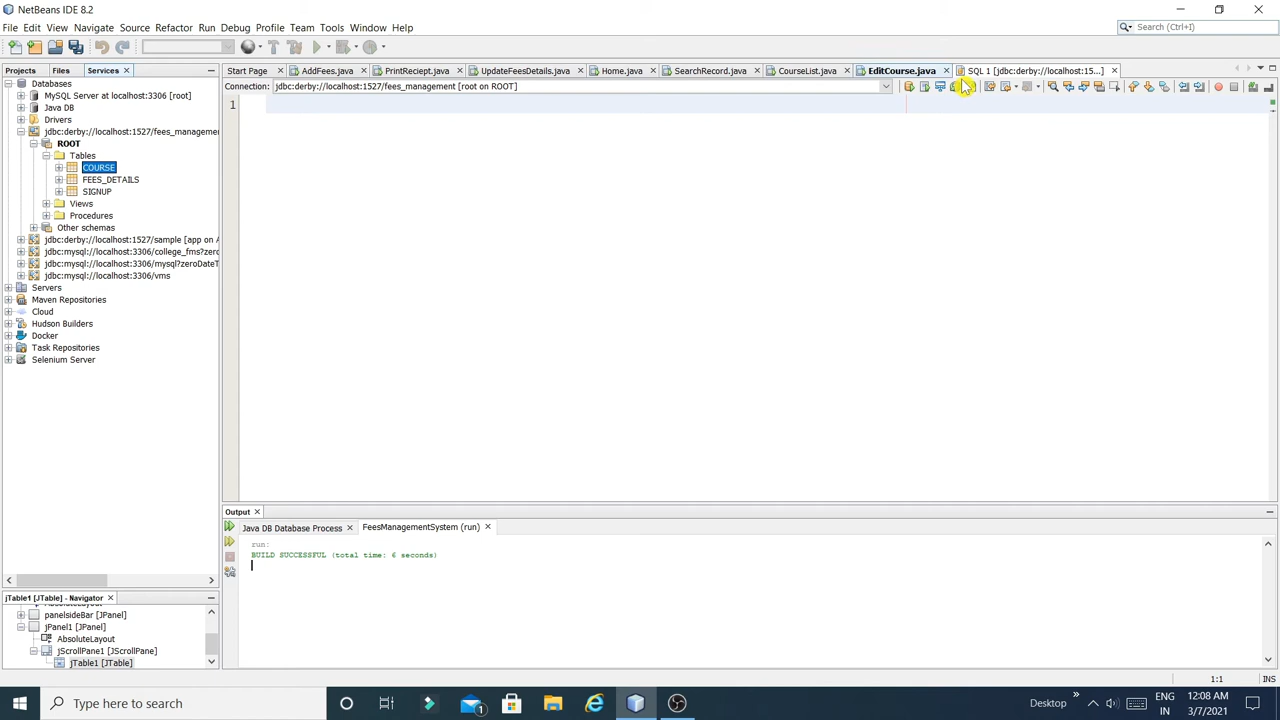 NetBeans IDE 8.2
File Edit View Navigate Source Refactor Run Debug Profile Team Tools Window Help
Search (Ctrl+I)
Projects Files Services
Start Page AddFees.java PrintReciept.java UpdateFeesDetails.java Home.java SearchRecord.java CourseList.java EditCourse.java SQL 1 [jdbc:derby://localhost:15...]
Connection: jdbc:derby://localhost:1527/fees_management [root on ROOT]
1
Databases
MySQL Server at localhost:3306 [root]
Java DB
Drivers
jdbc:derby://localhost:1527/fees_managemen
ROOT
Tables
COURSE
FEES_DETAILS
SIGNUP
Views
Procedures
Other schemas
jdbc:derby://localhost:1527/sample [app on A
jdbc:mysql://localhost:3306/college_fms?zero
jdbc:mysql://localhost:3306/mysql?zeroDateT
jdbc:mysql://localhost:3306/vms
Servers
Maven Repositories
Cloud
Hudson Builders
Docker
Task Repositories
Selenium Server
Output
Java DB Database Process FeesManagementSystem (run)
run:
BUILD SUCCESSFUL (total time: 6 seconds)
jTable1 [JTable] - Navigator
AbsoluteLayout
panelsideBar [JPanel]
jPanel1 [JPanel]
AbsoluteLayout
jScrollPane1 [JScrollPane]
jTable1 [JTable]
1:1 INS
Type here to search
1
Desktop
ENG
IN
12:08 AM
3/7/2021